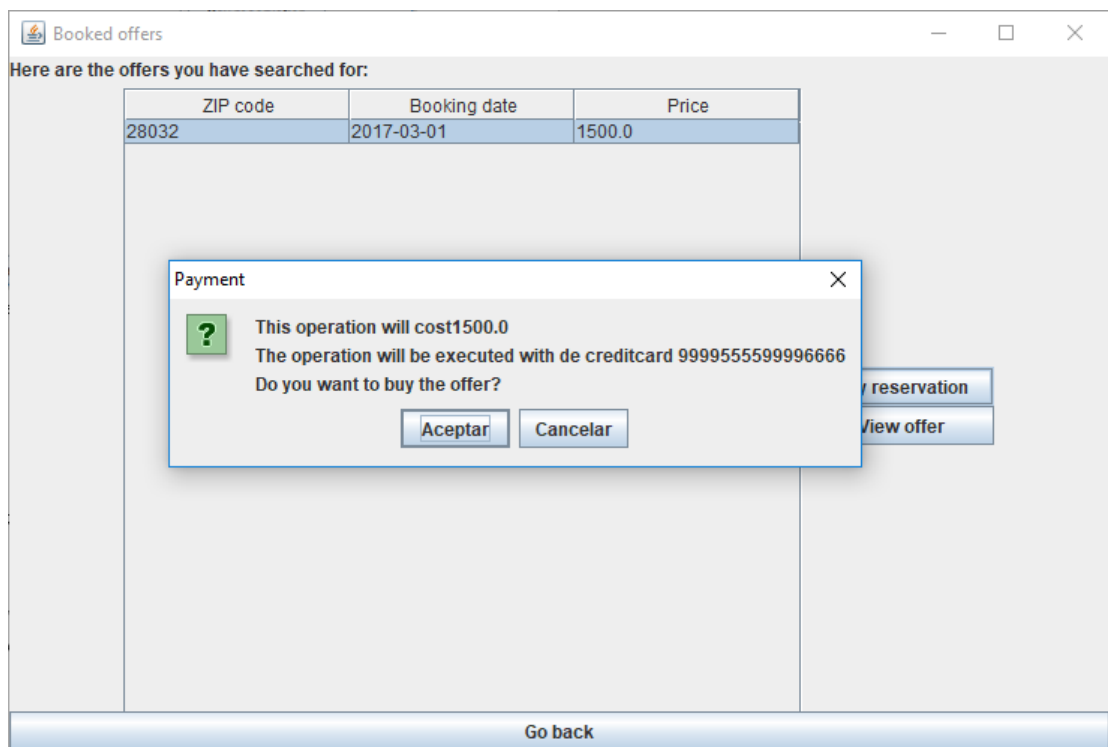 Booked offers
Here are the offers you have searched for:
ZIP code Booking date Price
28032 2017-03-01 1500.0
Payment
This operation will cost1500.0
The operation will be executed with de creditcard 9999555599996666
Do you want to buy the offer?
Aceptar Cancelar
reservation
View offer
Go back